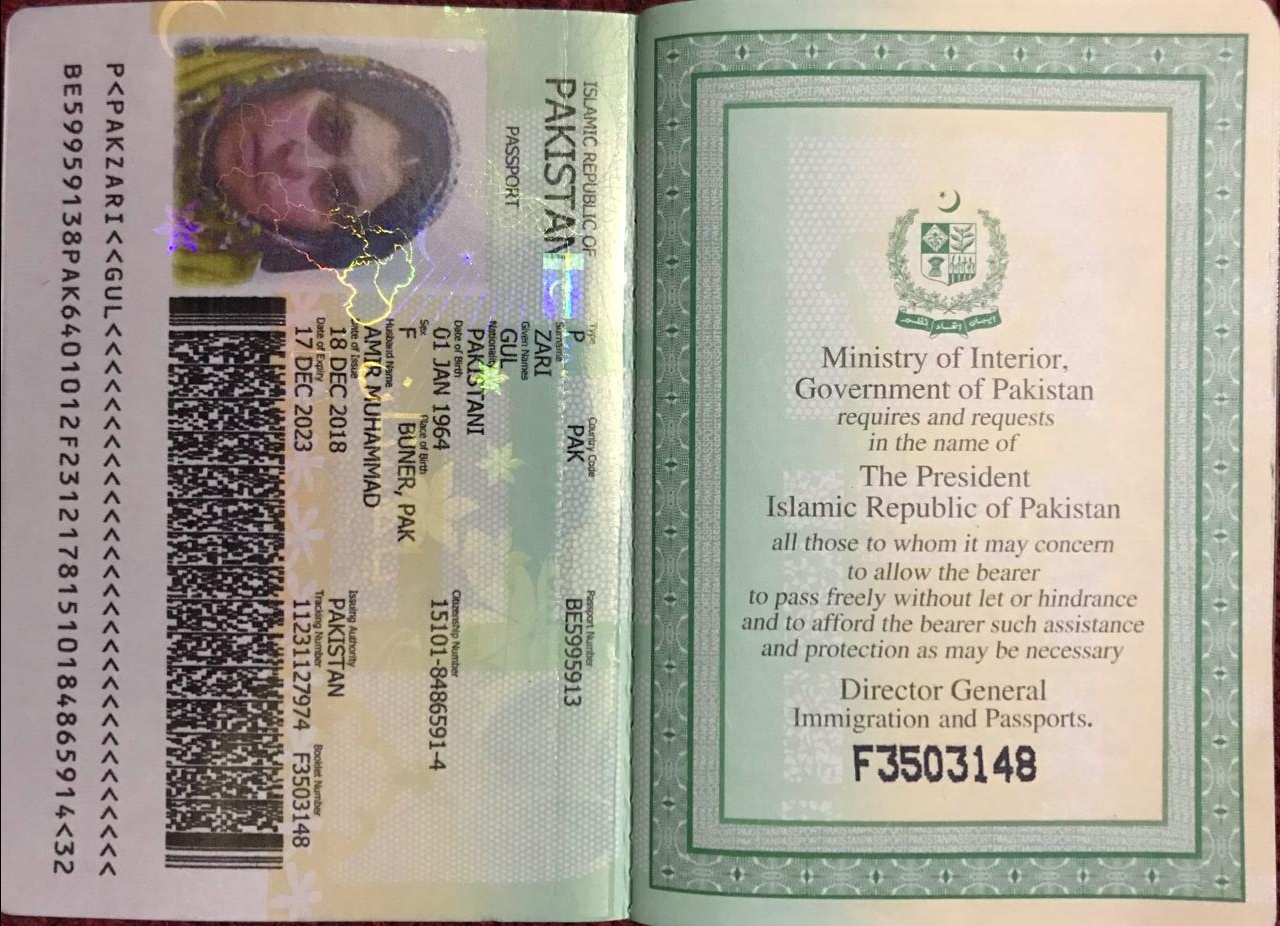 ISLAMIC REPUBLIC OF
PAKISTAN
PASSPORT
Type Country Code Passport Number
P PAK BE5995913
Surname
ZARI
Given Names
GUL
Nationality
PAKISTANI
Date of Birth Citizenship Number
01 JAN 1964 15101-8486591-4
Sex Place of Birth
F BUNER, PAK
Husband Name
AMIR MUHAMMAD
Date of Issue Issuing Authority
18 DEC 2018 PAKISTAN
Date of Expiry Tracking Number Booklet Number
17 DEC 2023 11231127974 F3503148
P<PAKZARI<<GUL<<<<<<<<<<<<<<<<<<<<<<<<<<<<<<
BE59959138PAK6401012F23121781510184865914<32
PAKISTANPASSPORTPAKISTANPASSPORTPAKISTANPASSPORTPAKISTANPASSPORT
ایمان اتحاد نظم
Ministry of Interior,
Government of Pakistan
requires and requests
in the name of
The President
Islamic Republic of Pakistan
all those to whom it may concern
to allow the bearer
to pass freely without let or hindrance
and to afford the bearer such assistance
and protection as may be necessary
Director General
Immigration and Passports.
F3503148